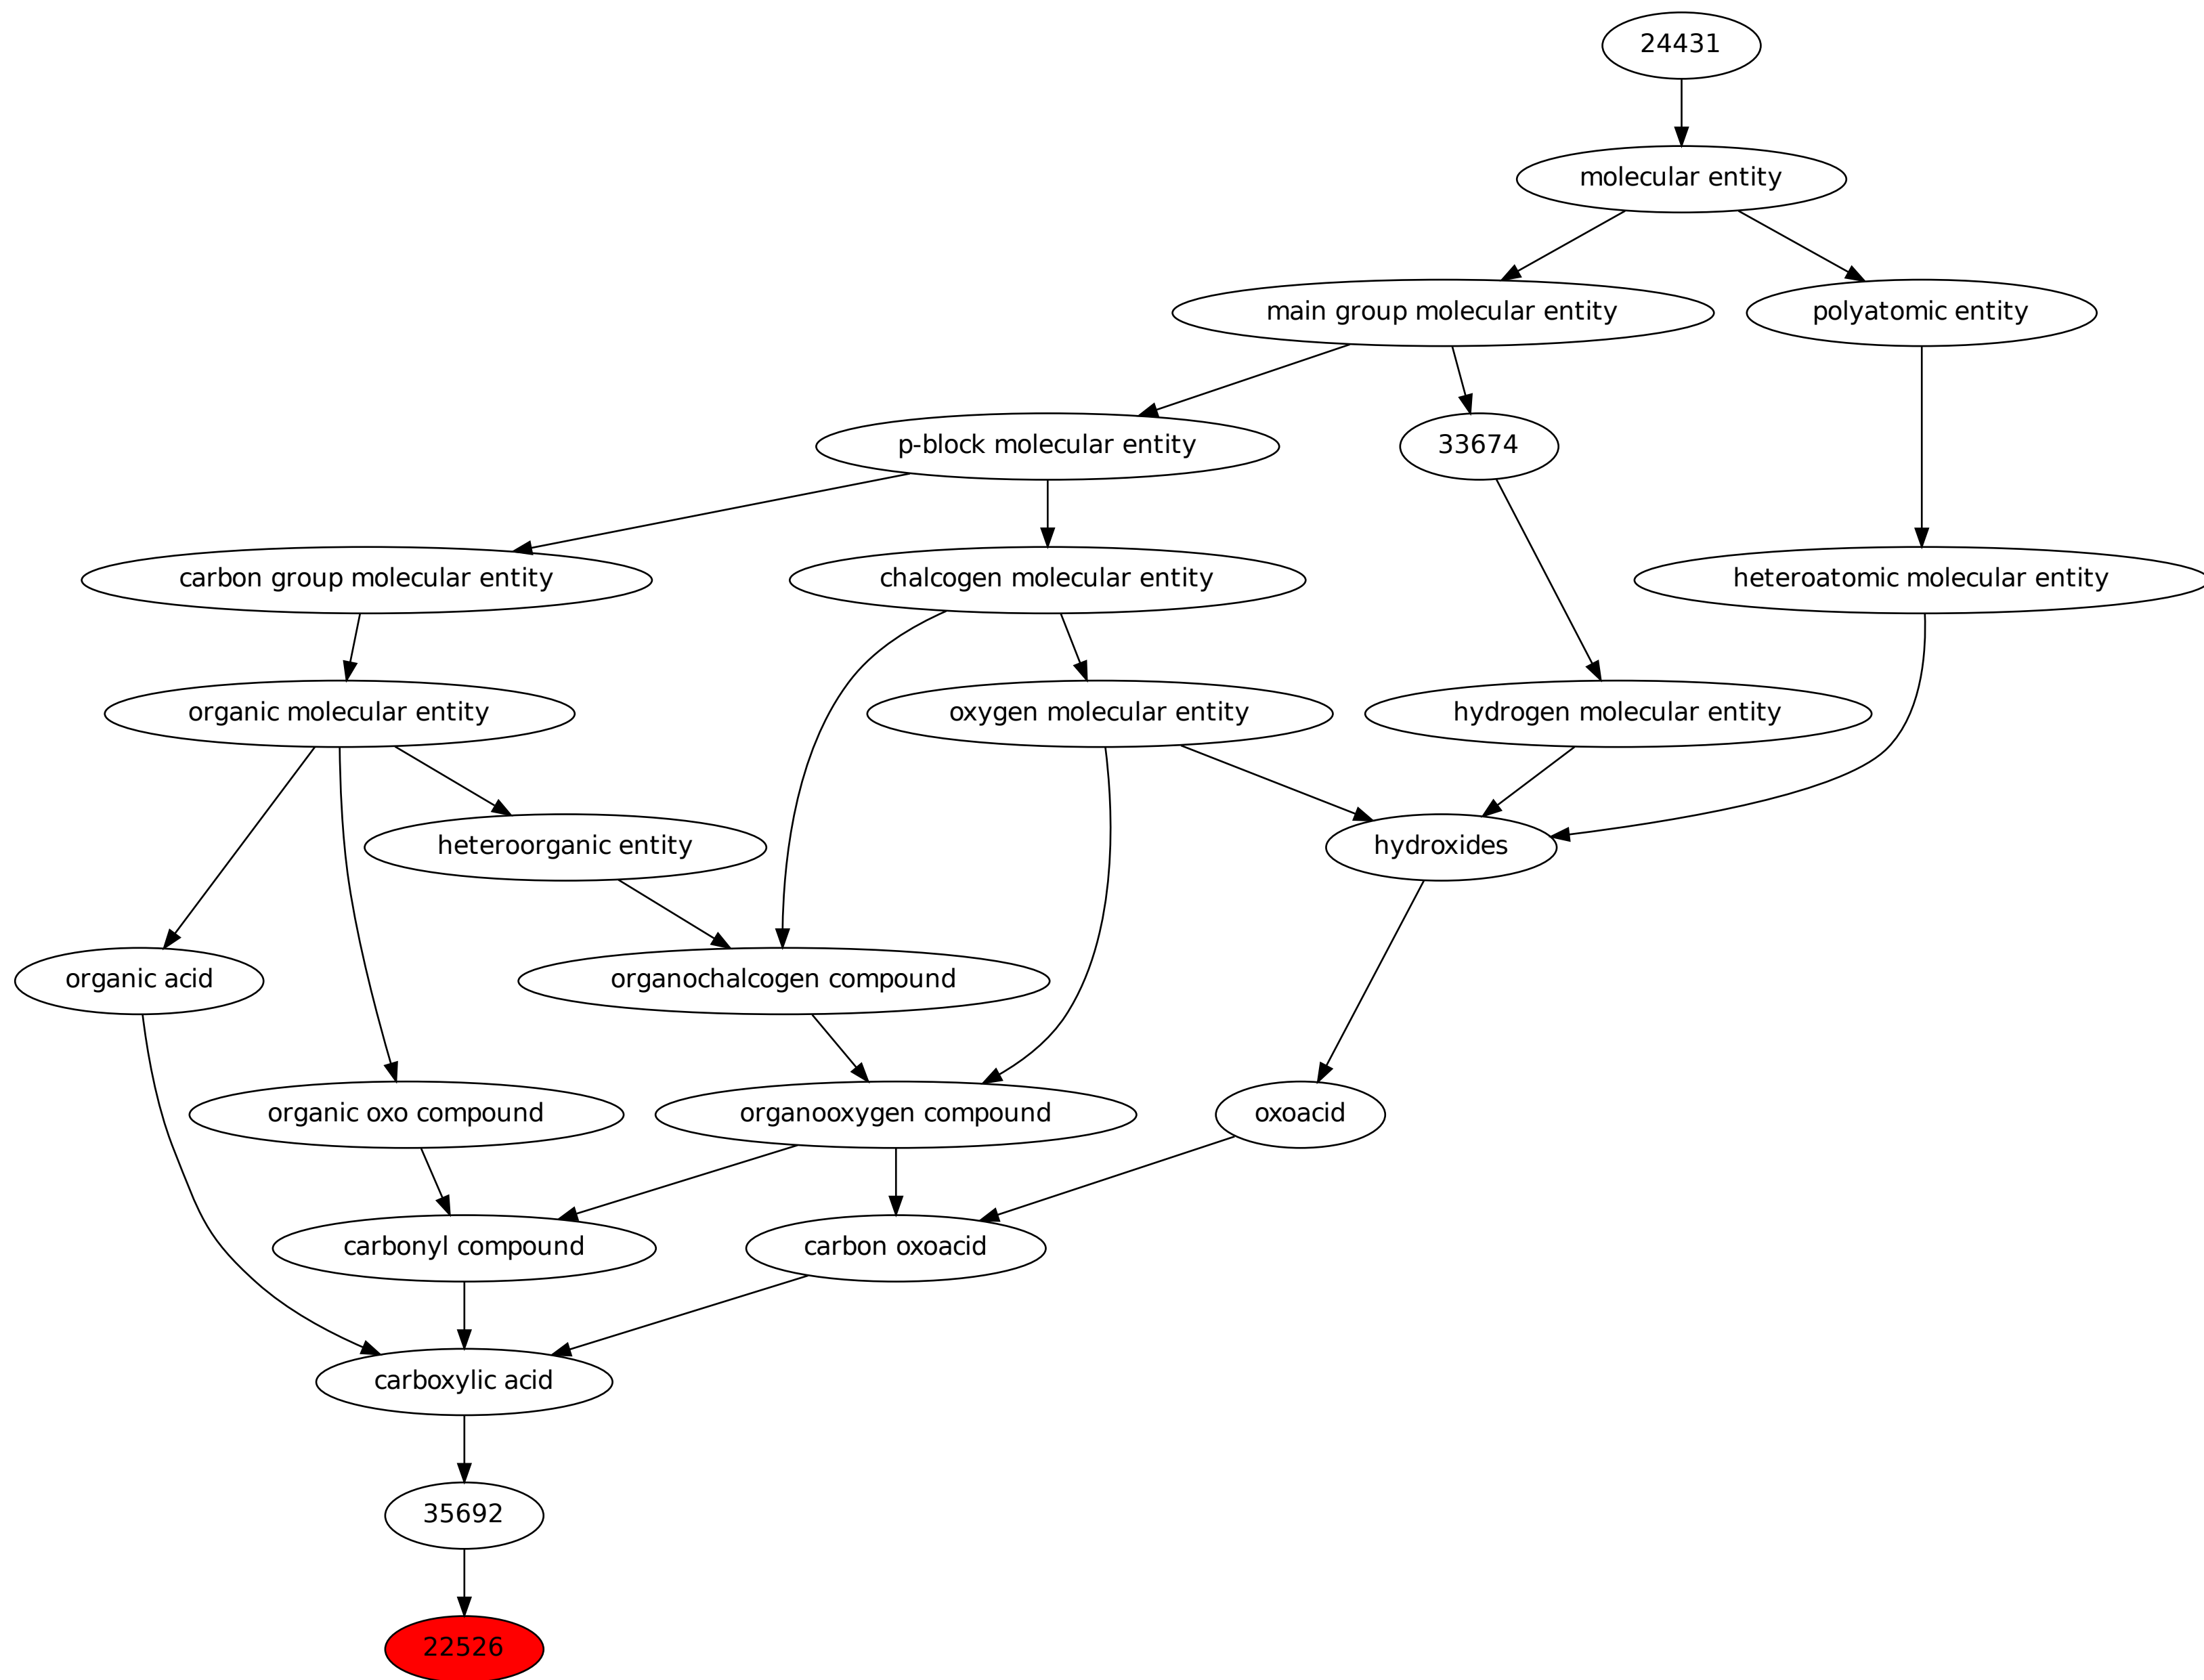 24431
molecular entity
main group molecular entity
polyatomic entity
p-block molecular entity
33674
carbon group molecular entity
chalcogen molecular entity
heteroatomic molecular entity
organic molecular entity
oxygen molecular entity
hydrogen molecular entity
heteroorganic entity
hydroxides
organic acid
organochalcogen compound
organic oxo compound
organooxygen compound
oxoacid
carbonyl compound
carbon oxoacid
carboxylic acid
35692
22526